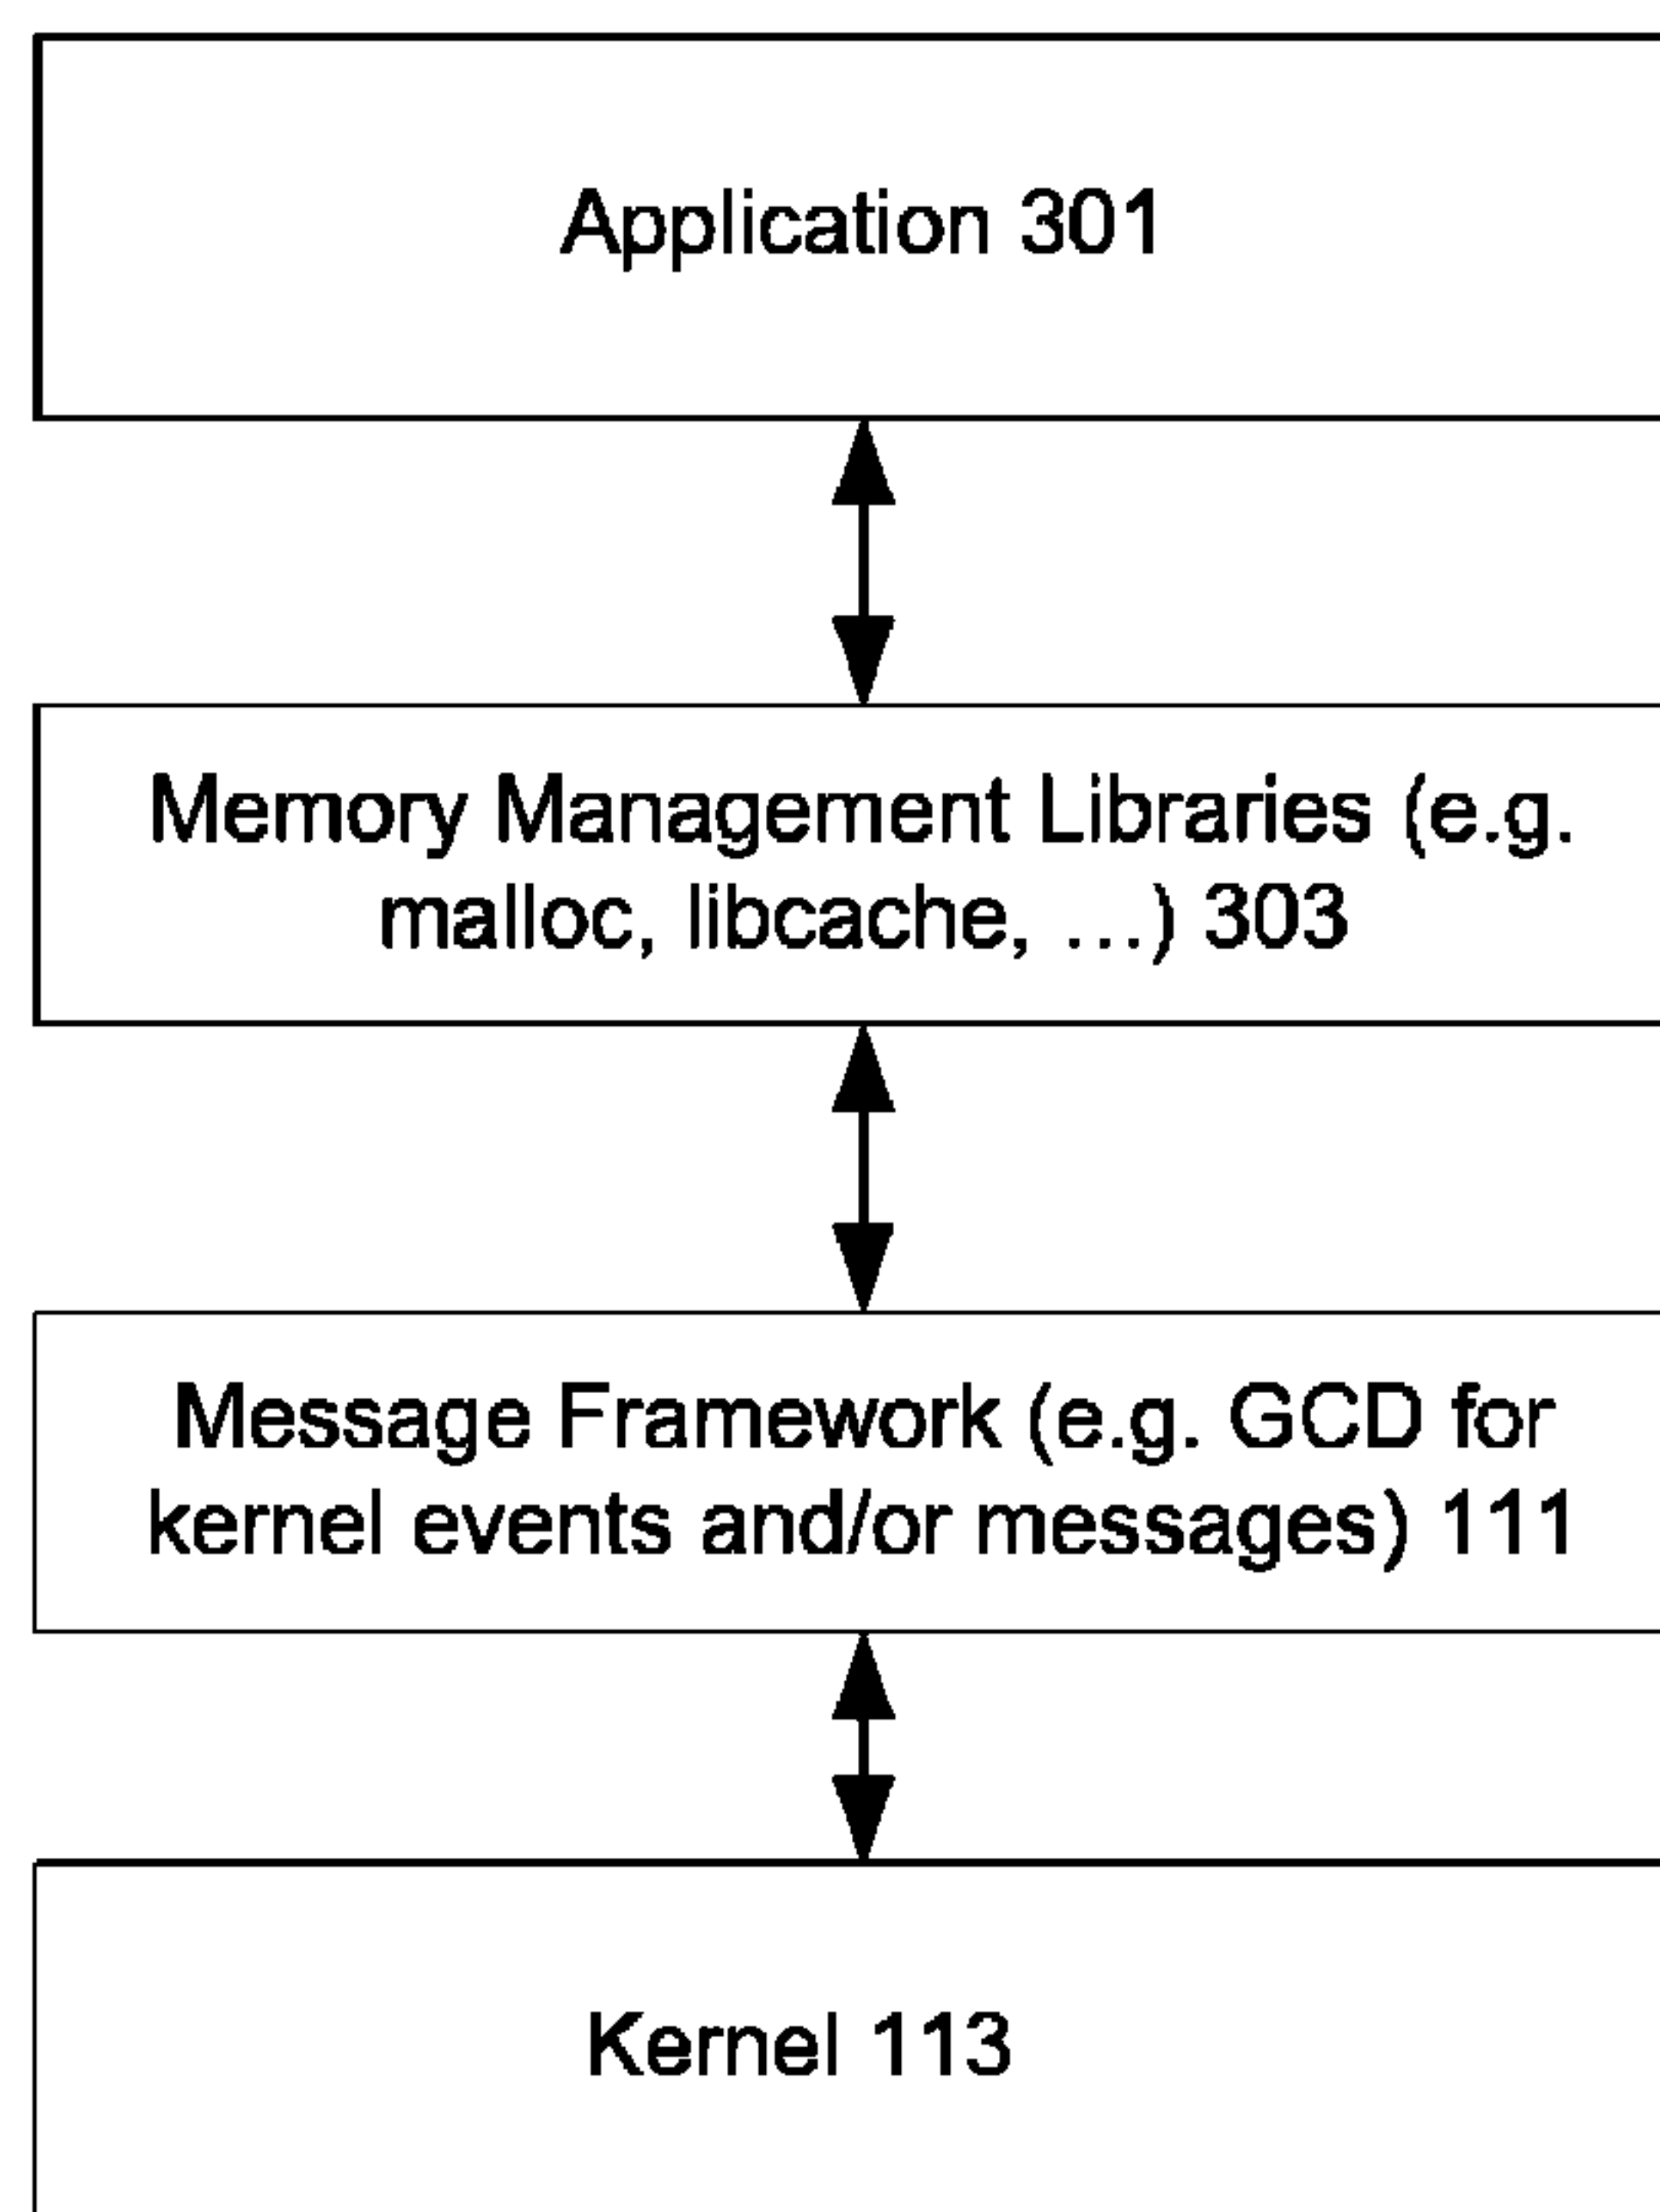 Application 301
Memory Management Libraries (e.g.
malloc, libcache, ...) 303
Message Framework (e.g. GCD for
kernel events and/or messages) 111
Kernel 113